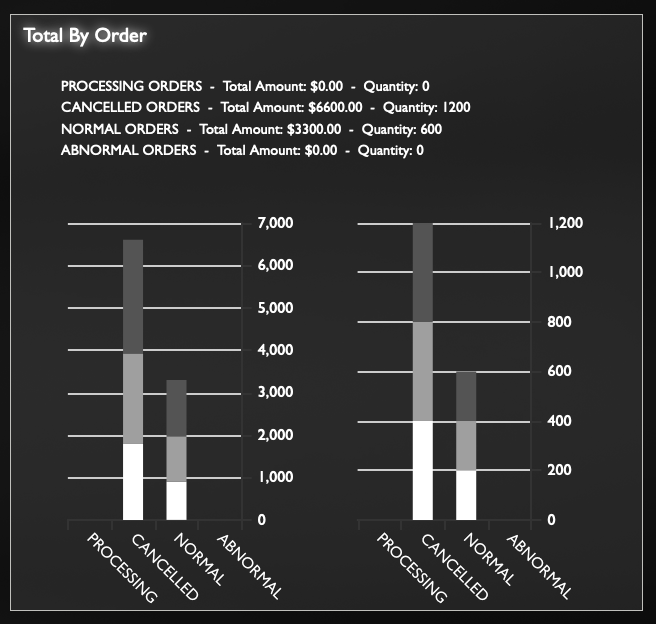 Total By Order
PROCESSING ORDERS - Total Amount: $0.00 - Quantity: 0
CANCELLED ORDERS - Total Amount: $6600.00 - Quantity: 1200
NORMAL ORDERS - Total Amount: $3300.00 - Quantity: 600
ABNORMAL ORDERS - Total Amount: $0.00 - Quantity: 0
7,000
6,000
5,000
4,000
3,000
2,000
1,000
0
PROCESSING
CANCELLED
NORMAL
ABNORMAL
1,200
1,000
800
600
400
200
0
PROCESSING
CANCELLED
NORMAL
ABNORMAL